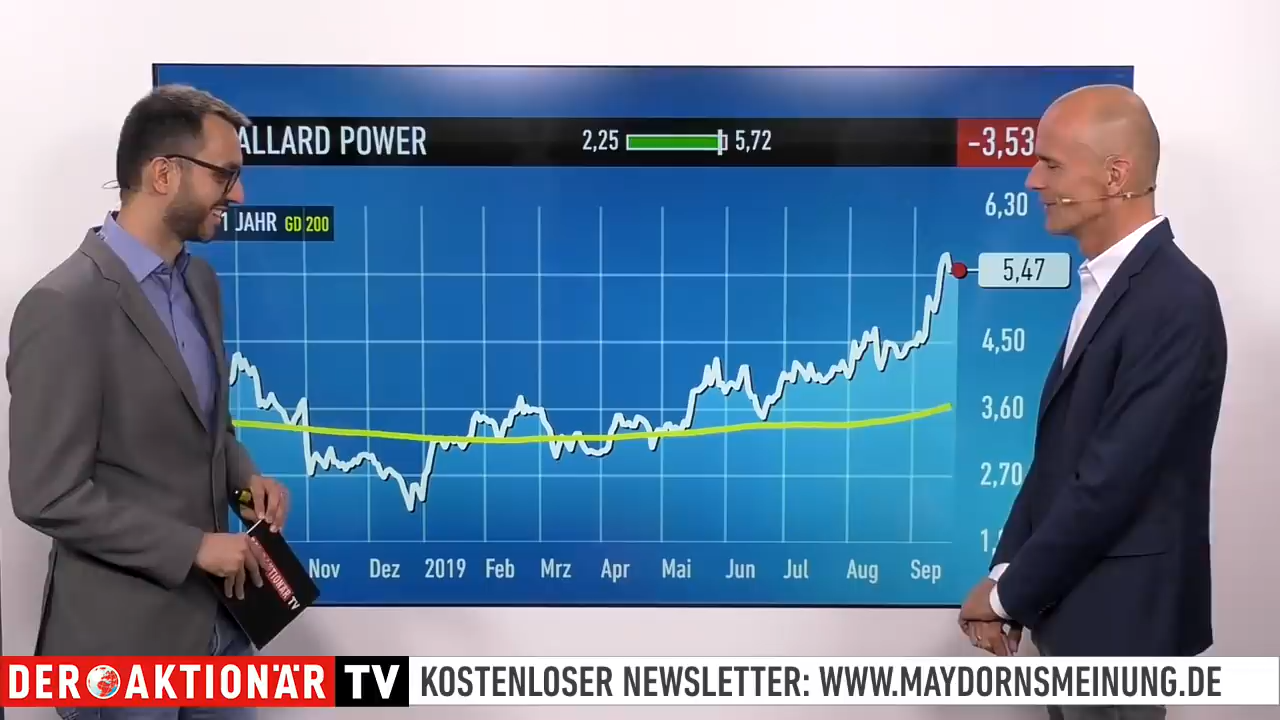 ALLARD POWER 2,25 5,72 -3,53
1 JAHR GD 200
6,30
5,47
4,50
3,60
2,70
Nov Dez 2019 Feb Mrz Apr Mai Jun Jul Aug Sep
AKTIONÄR TV
DER AKTIONÄR TV KOSTENLOSER NEWSLETTER: WWW.MAYDORNSMEINUNG.DE